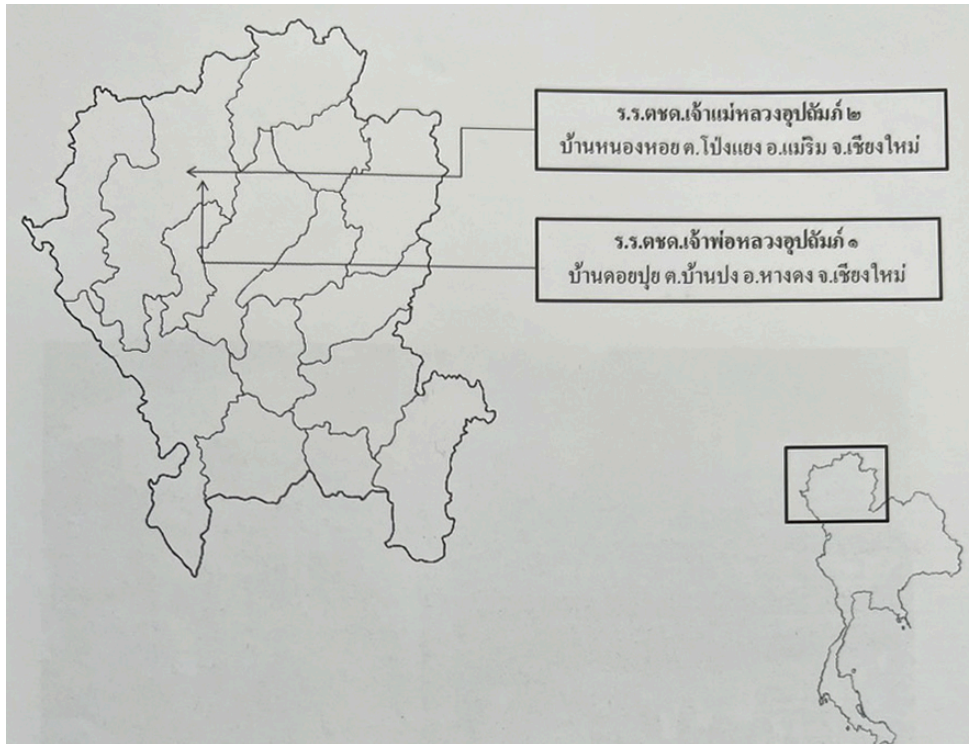 ร.ร.ตชด.เจ้าแม่หลวงอุปถัมภ์ ๒
บ้านหนองหอย ต.โป่งแยง อ.แม่ริม จ.เชียงใหม่
ร.ร.ตชด.เจ้าพ่อหลวงอุปถัมภ์ ๑
บ้านดอยปุย ต.บ้านปง อ.หางดง จ.เชียงใหม่